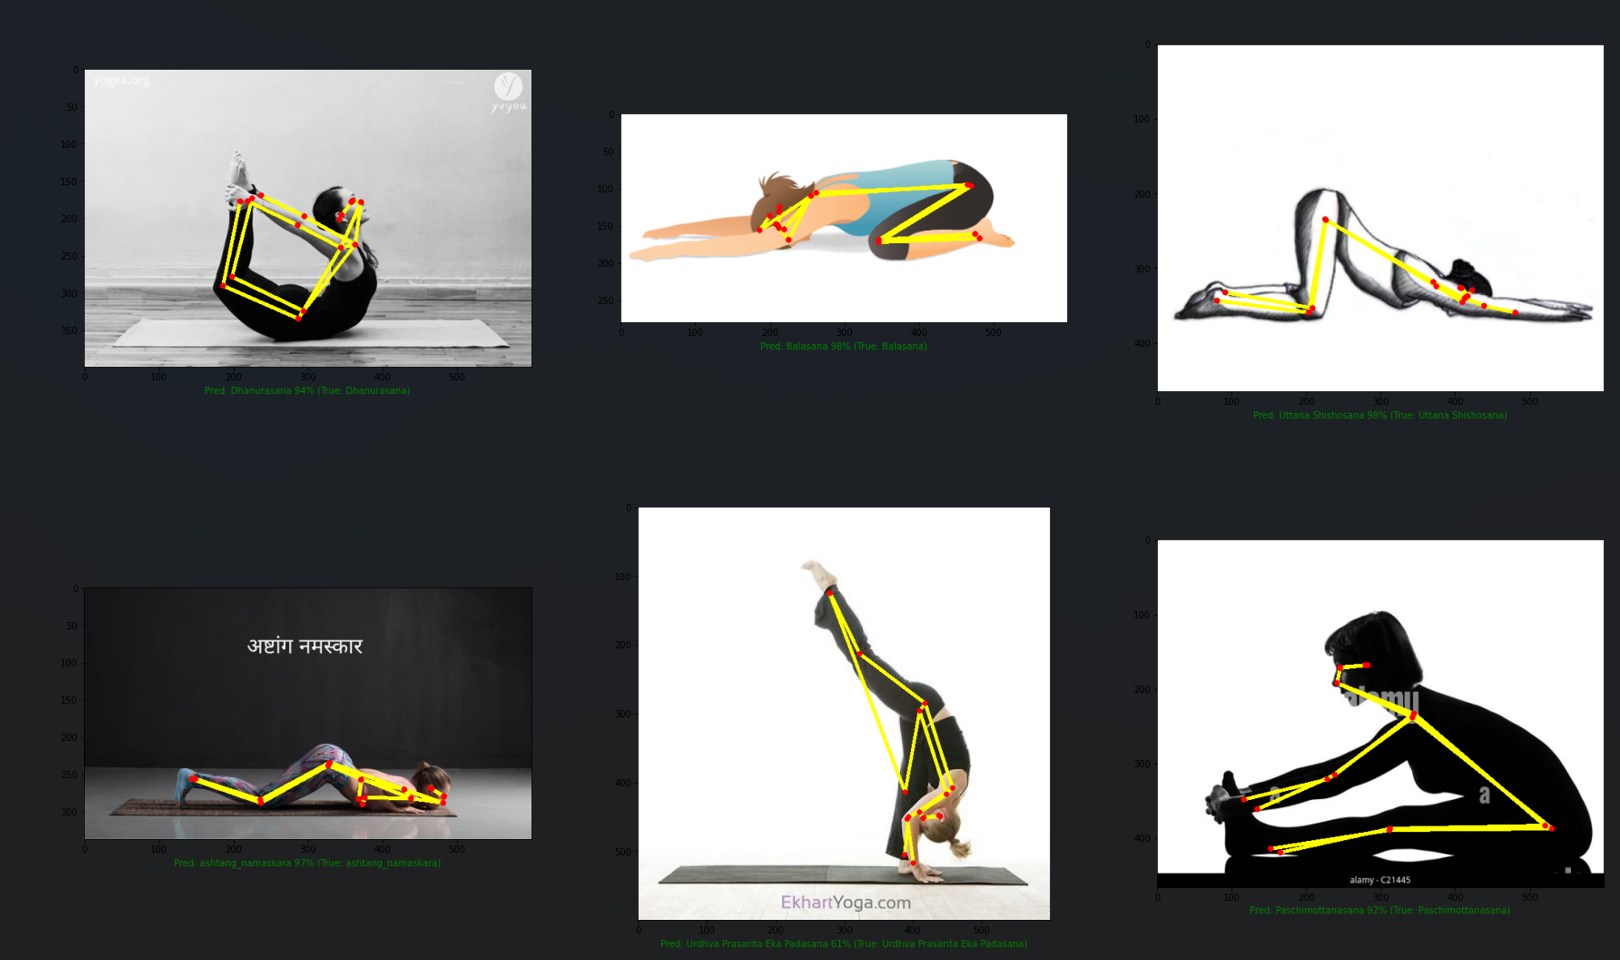 yogea.org
yogea
0
50
100
150
200
250
300
350
0 100 200 300 400 500
Pred: Dhanurasana 94% (True: Dhanurasana)
0
50
100
150
200
250
0 100 200 300 400 500
Pred: Balasana 98% (True: Balasana)
0
100
200
300
400
0 100 200 300 400 500
Pred: Uttana Shishosana 98% (True: Uttana Shishosana)
0
50
100
150
200
250
300
अष्टांग नमस्कार
0 100 200 300 400 500
Pred: ashtang_namaskara 97% (True: ashtang_namaskara)
0
100
200
300
400
500
EkhartYoga.com
0 100 200 300 400 500
Pred: Urdhva Prasarita Eka Padasana 61% (True: Urdhva Prasarita Eka Padasana)
0
100
200
300
400
alamy
a a
alamy - C21445
0 100 200 300 400 500
Pred: Paschimottanasana 92% (True: Paschimottanasana)